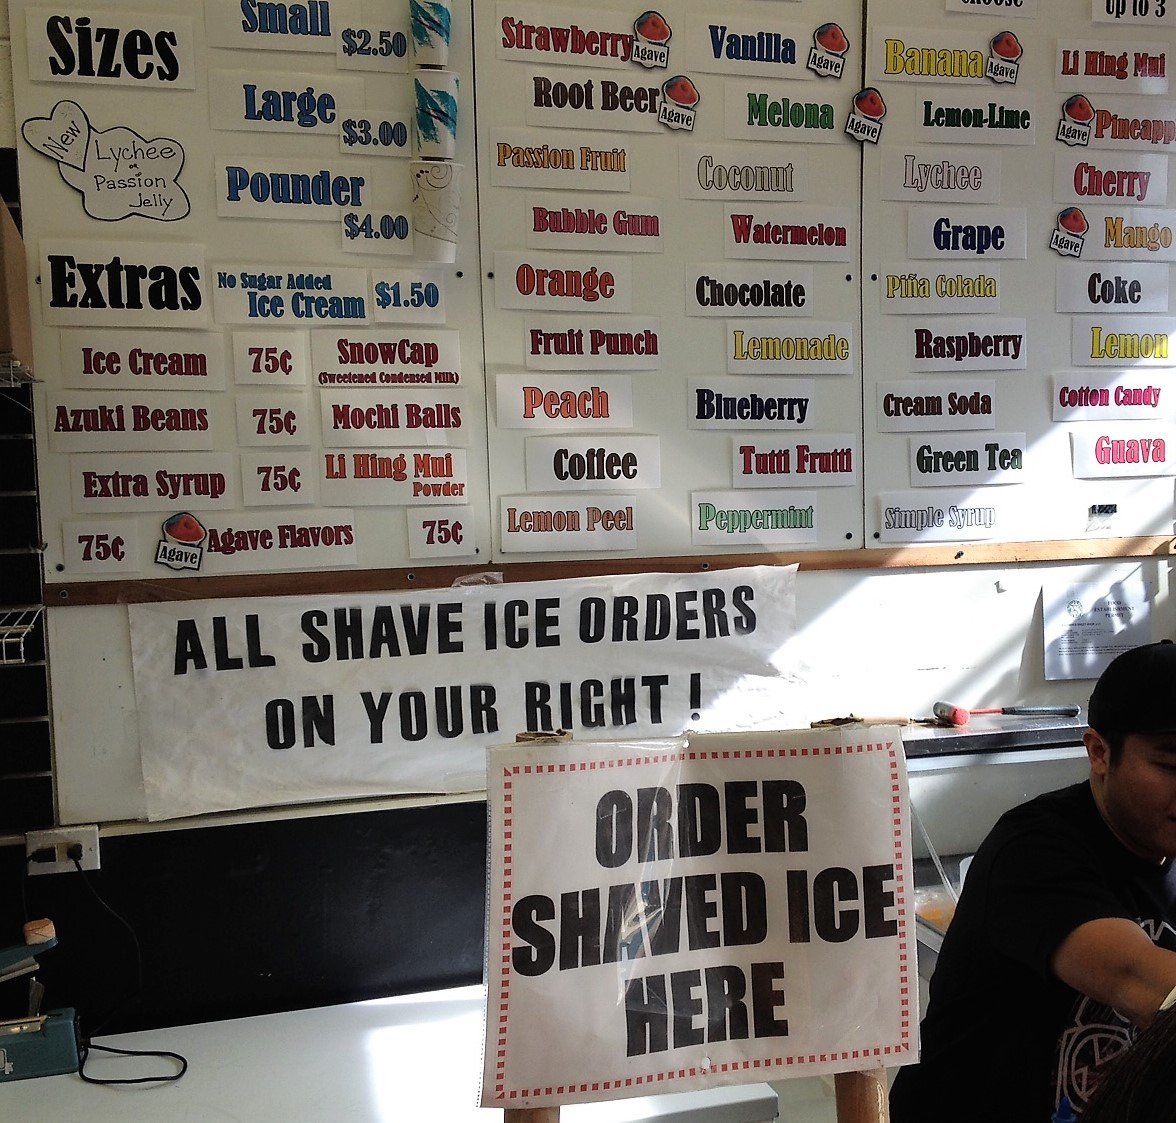 Sizes
Small
$2.50
Large
$3.00
Pounder
$4.00
New
Lychee
or
Passion
Jelly
Extras
No Sugar Added
Ice Cream
$1.50
Ice Cream
75¢
SnowCap
(Sweetened Condensed Milk)
Azuki Beans
75¢
Mochi Balls
Extra Syrup
75¢
Li Hing Mui
Powder
75¢
Agave
Agave Flavors
75¢
Strawberry
Agave
Root Beer
Agave
Passion Fruit
Bubble Gum
Orange
Fruit Punch
Peach
Coffee
Lemon Peel
Vanilla
Agave
Melona
Agave
Coconut
Watermelon
Chocolate
Lemonade
Blueberry
Tutti Frutti
Peppermint
choose
Banana
Agave
Lemon-Lime
Lychee
Grape
Piña Colada
Raspberry
Cream Soda
Green Tea
Simple Syrup
up to 3
Li Hing Mui
Agave
Pineapp
Cherry
Agave
Mango
Coke
Lemon
Cotton Candy
Guava
FOOD
ESTABLISHMENT
PERMIT
ALL SHAVE ICE ORDERS
ON YOUR RIGHT !
ORDER
SHAVED ICE
HERE